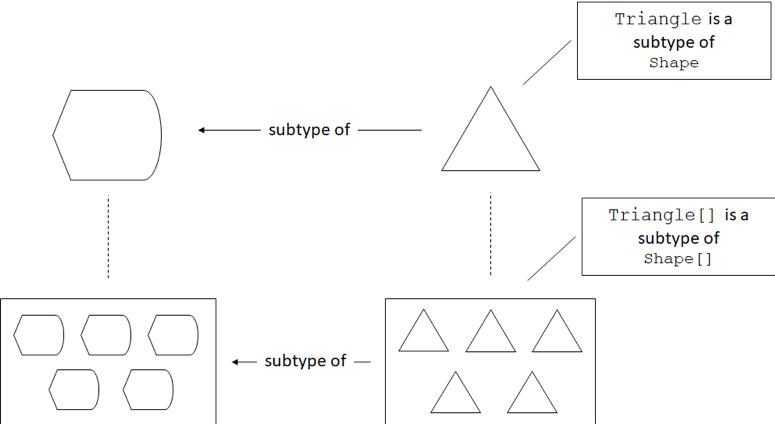 Triangle is a
subtype of
Shape
subtype of
Triangle[] is a
subtype of
Shape[]
subtype of